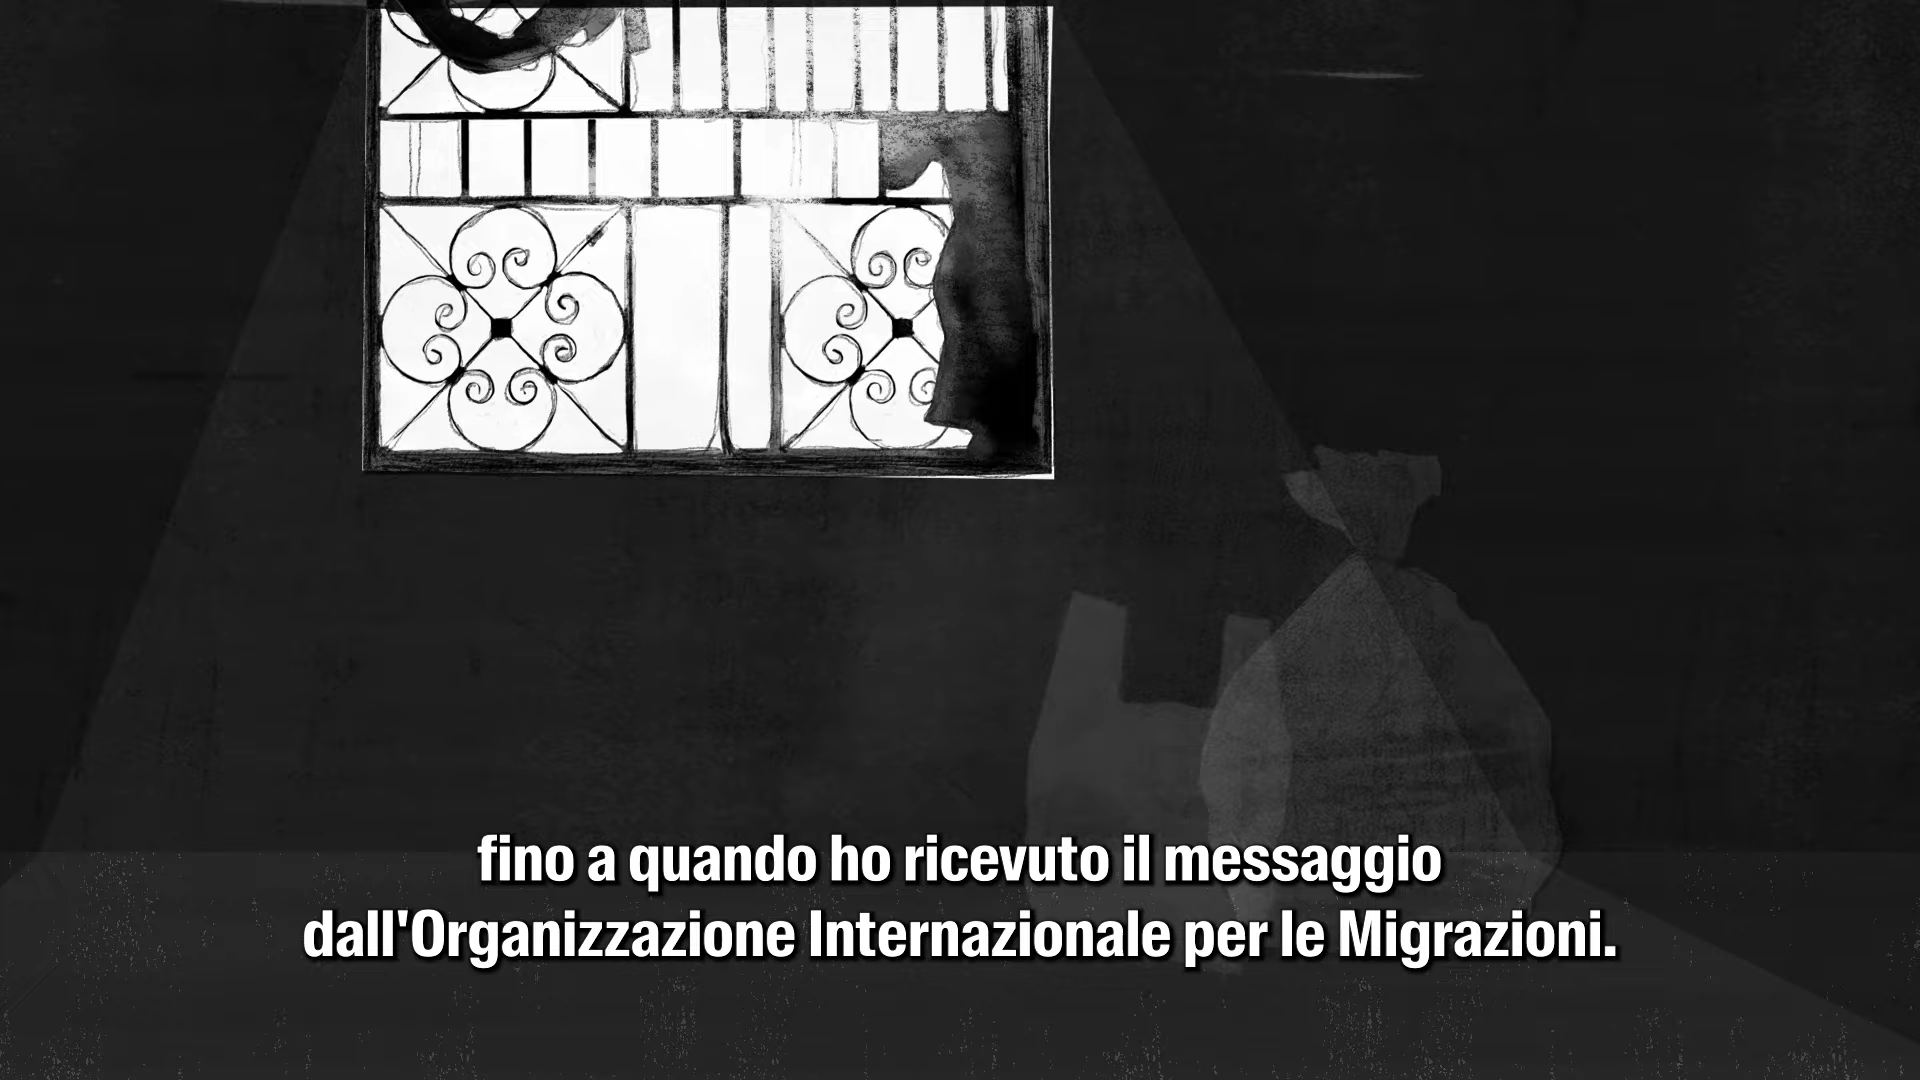 fino a quando ho ricevuto il messaggio
dall'Organizzazione Internazionale per le Migrazioni.